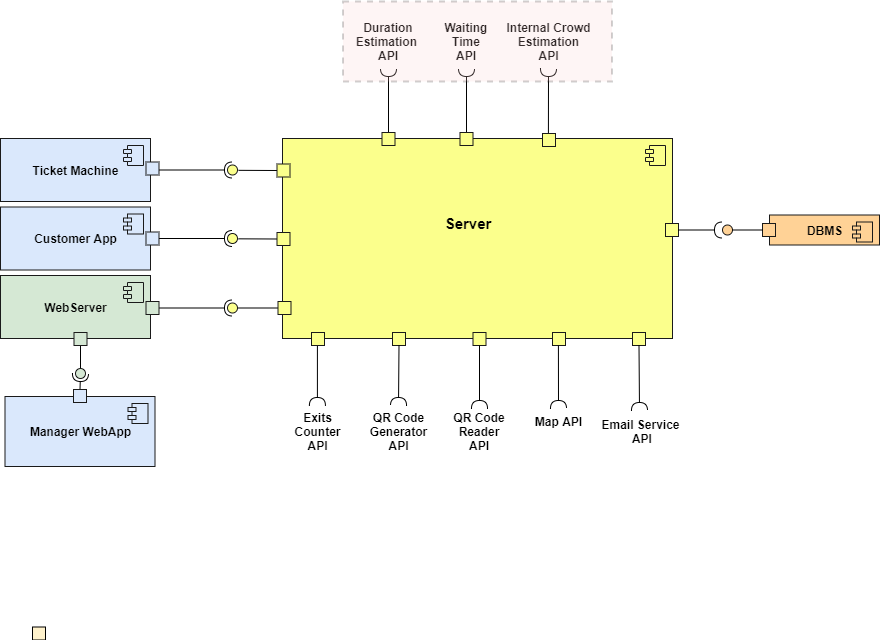 Duration
Estimation
API
Waiting
Time
API
Internal Crowd
Estimation
API
Ticket Machine
Customer App
WebServer
Manager WebApp
Server
DBMS
Exits
Counter
API
QR Code
Generator
API
QR Code
Reader
API
Map API
Email Service
API